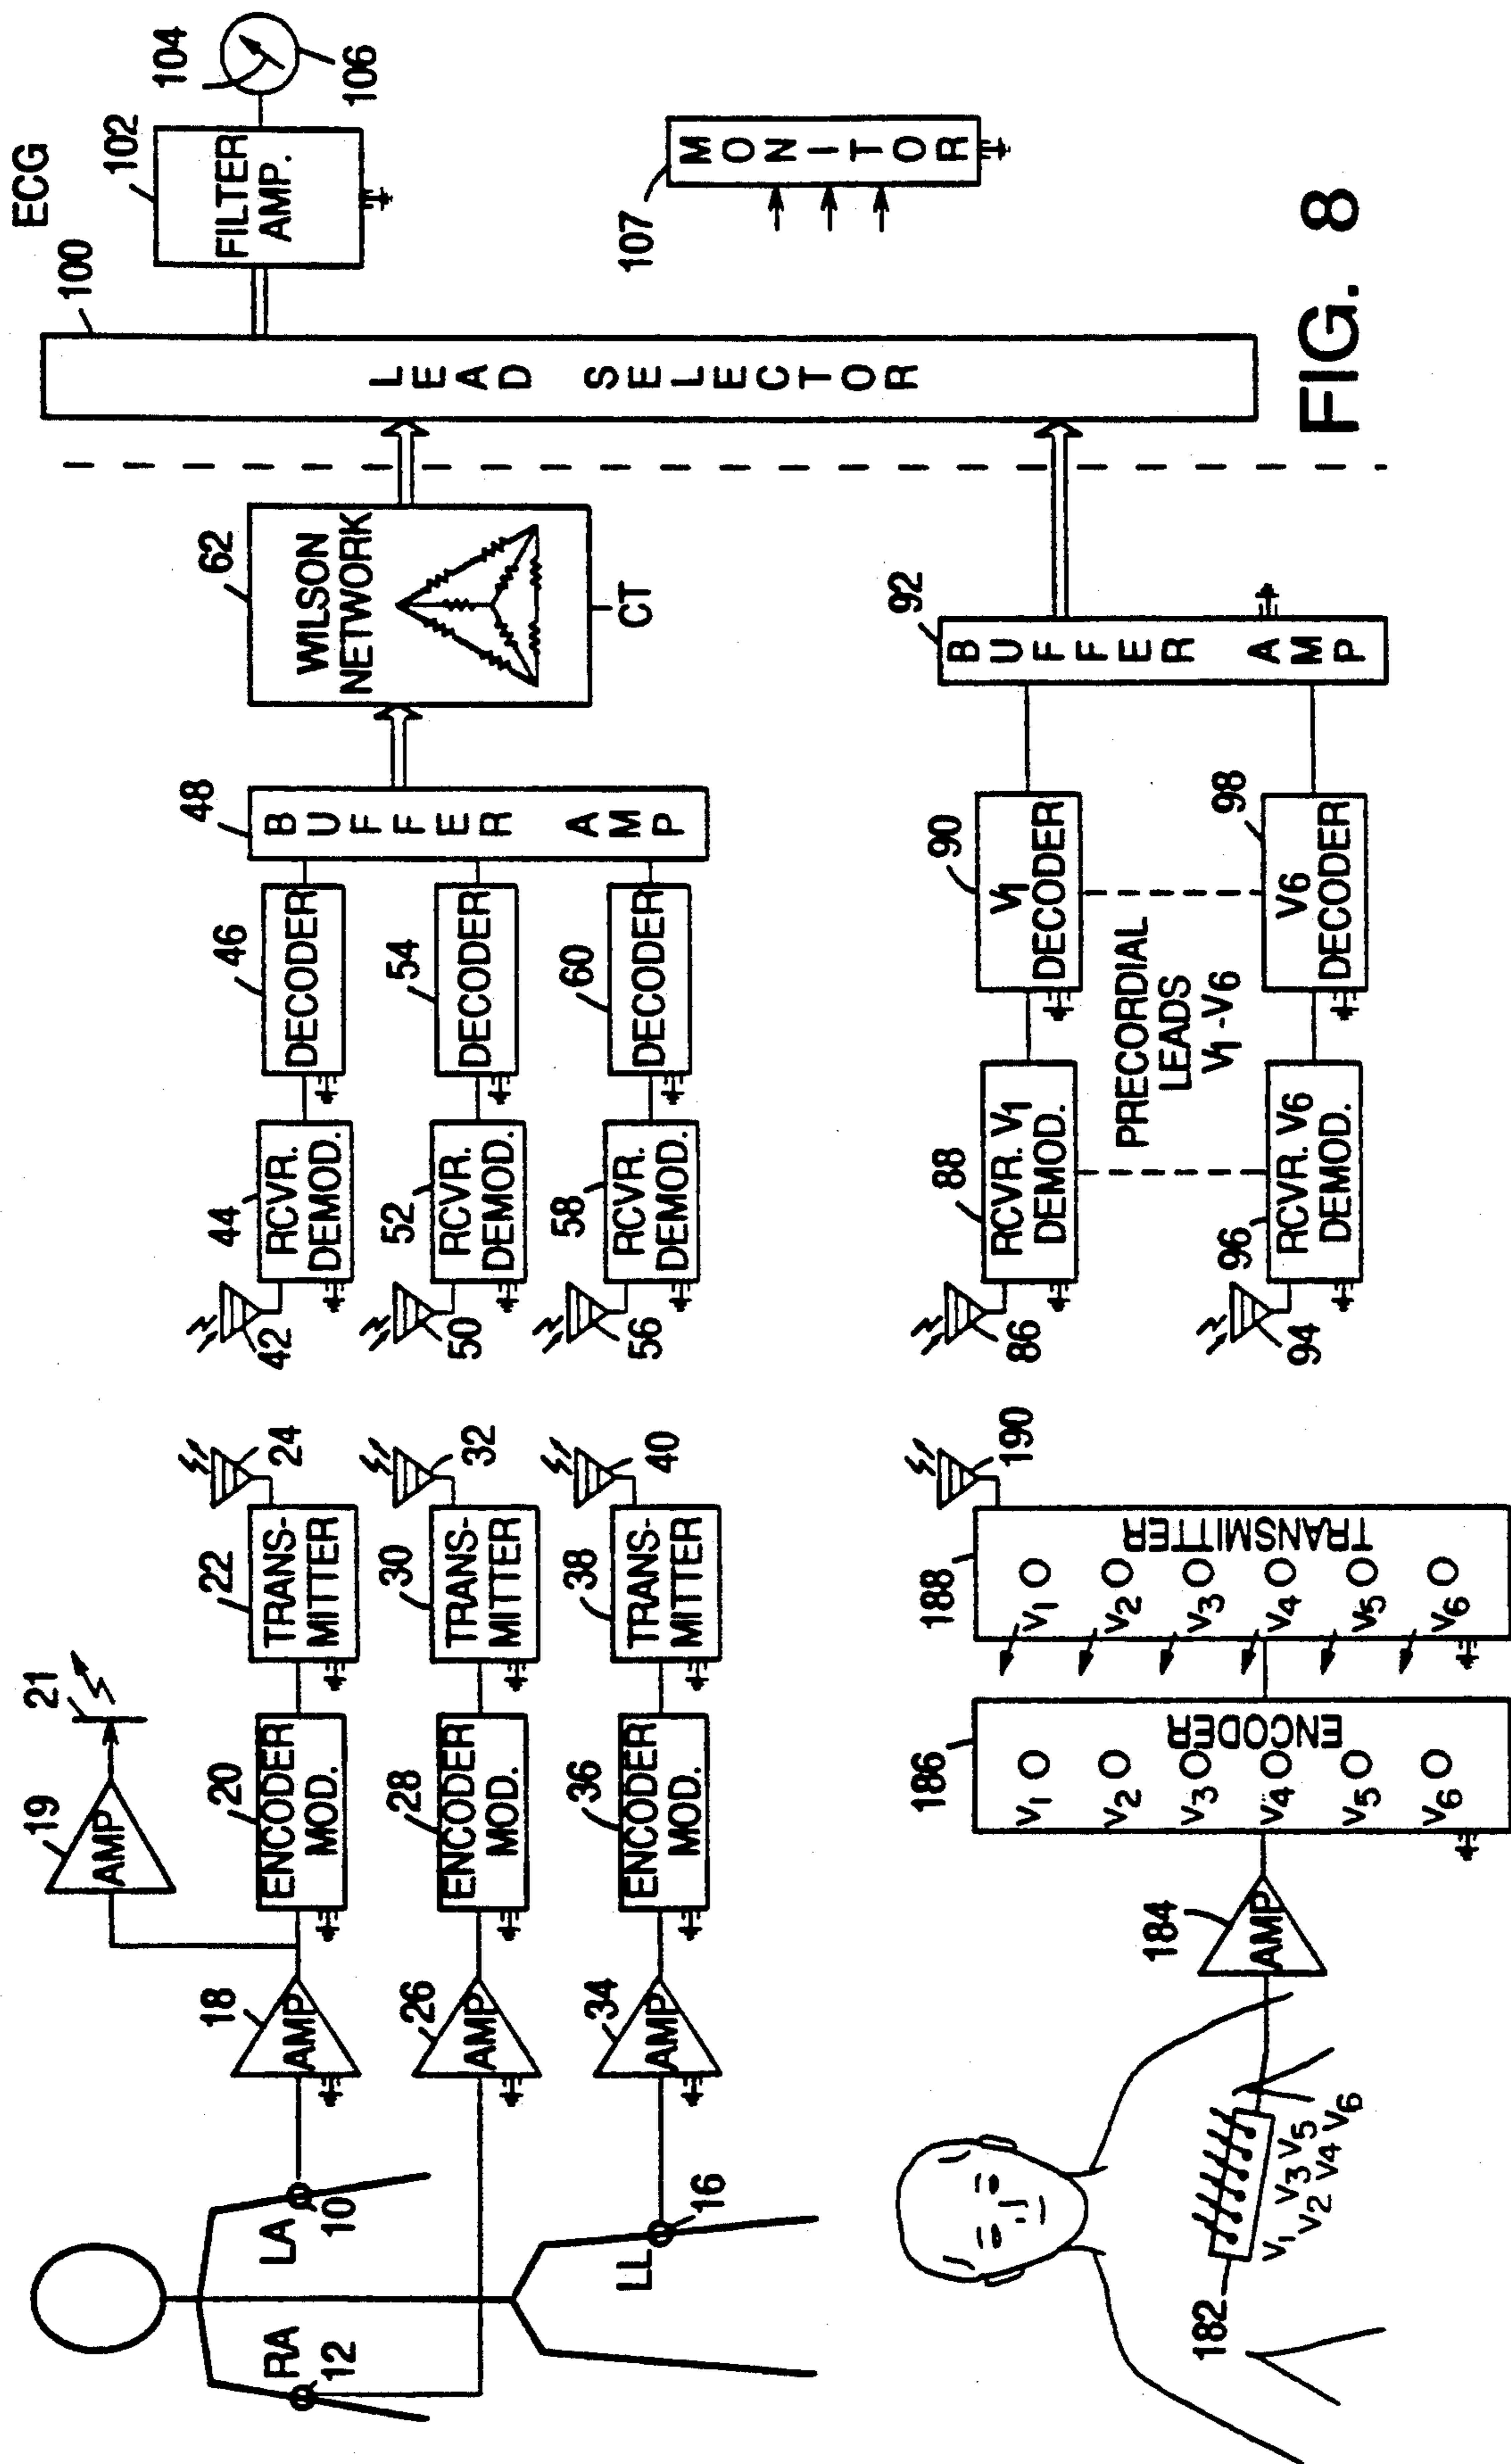 ECG
100
102
FILTER
AMP.
104
106
107
MONITOR
LEAD SELECTOR
62
WILSON
NETWORK
CT
48
BUFFER AMP
46
DECODER
54
DECODER
60
DECODER
44
RCVR.
DEMOD.
52
RCVR.
DEMOD.
58
RCVR.
DEMOD.
42
50
56
92
BUFFER AMP
90
V1
DECODER
98
V6
DECODER
PRECORDIAL
LEADS
V1-V6
88
RCVR. V1
DEMOD.
96
RCVR. V6
DEMOD.
86
94
24
32
40
22
TRANS-
MITTER
30
TRANS-
MITTER
38
TRANS-
MITTER
21
19
AMP
20
ENCODER
MOD.
28
ENCODER
MOD.
36
ENCODER
MOD.
18
AMP
26
AMP
34
AMP
LA
10
RA
12
LL
16
190
188
TRANSMITTER
V1
V2
V3
V4
V5
V6
186
ENCODER
V1
V2
V3
V4
V5
V6
184
AMP
182
V1
V2
V3
V4
V5
V6
FIG. 8